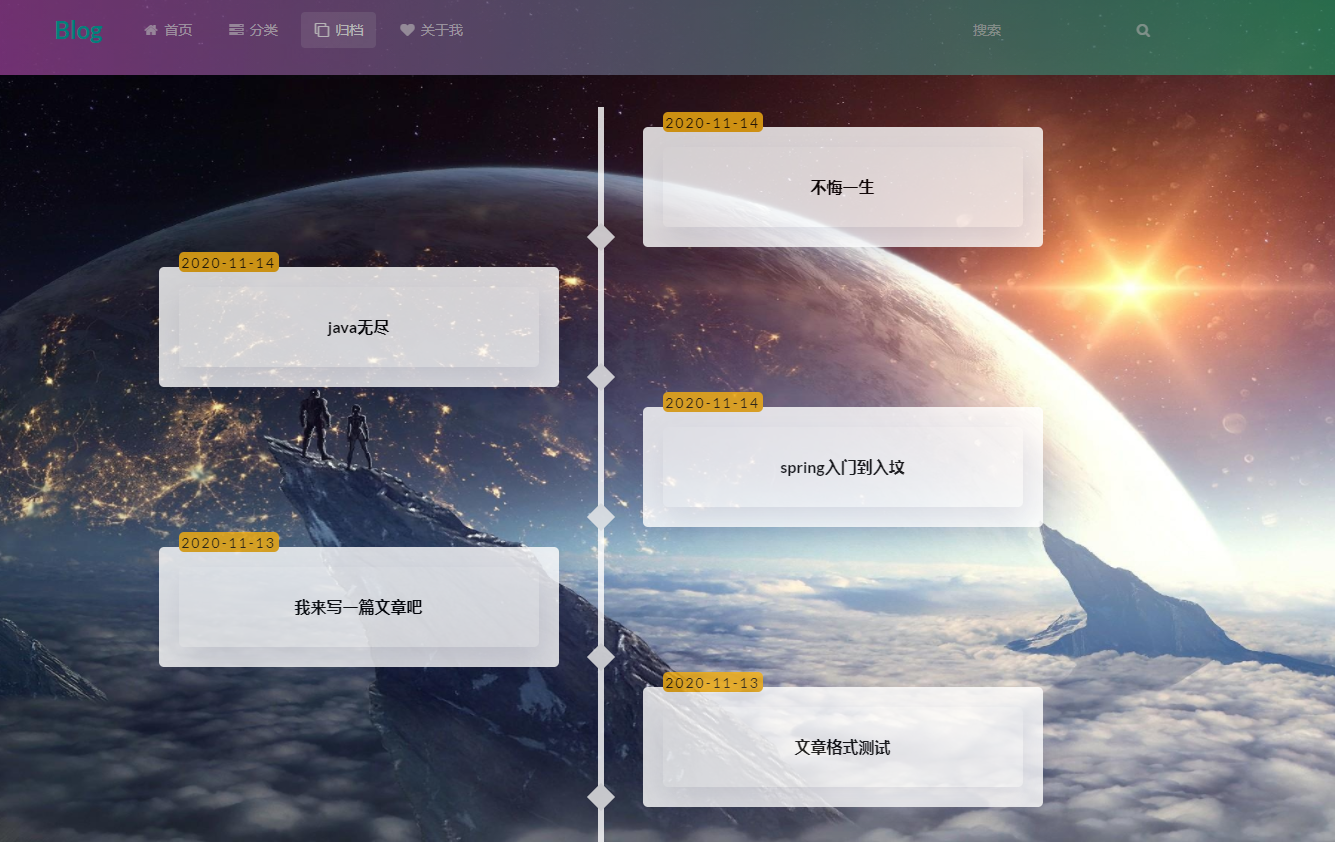 Blog 首页 分类 归档 关于我 搜索
2020-11-14
不悔一生
2020-11-14
java无尽
2020-11-14
spring入门到入坟
2020-11-13
我来写一篇文章吧
2020-11-13
文章格式测试